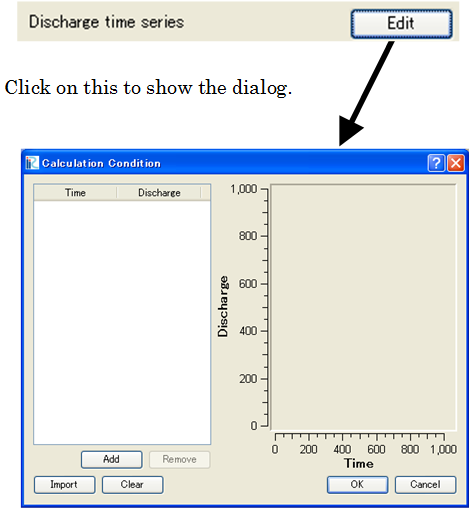 Discharge time series
Edit
Click on this to show the dialog.
Calculation Condition
Time Discharge
1,000
800
600
400
200
0
Discharge
0 200 400 600 800 1,000
Time
Add Remove
Import Clear
OK Cancel